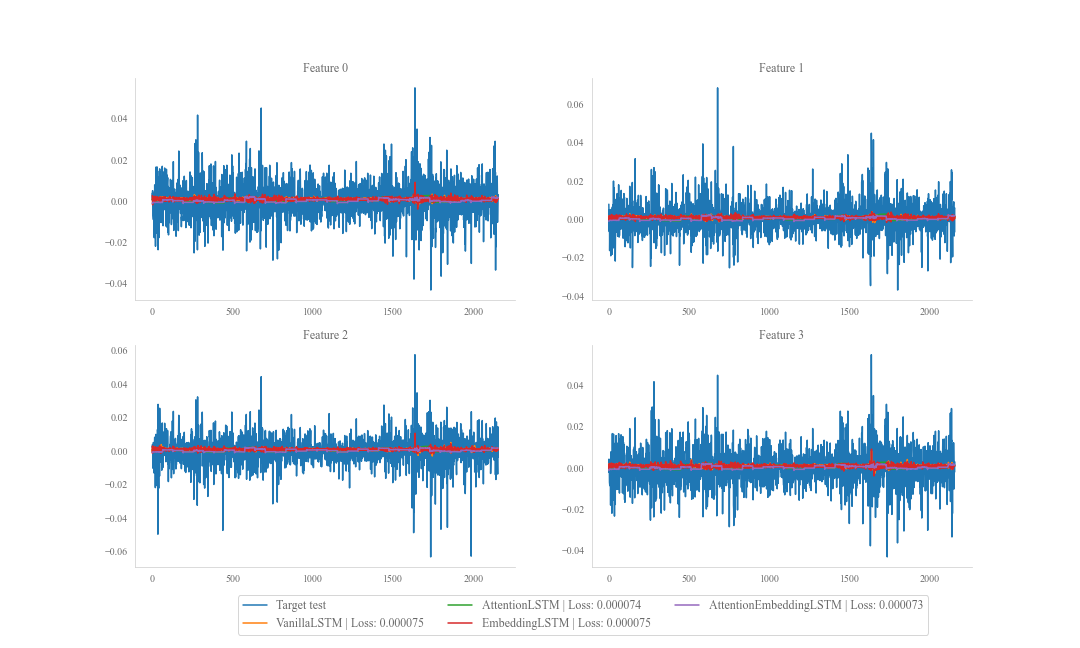 Feature 0
0.04
0.02
0.00
−0.02
−0.04
0 500 1000 1500 2000
Feature 1
0.06
0.04
0.02
0.00
−0.02
−0.04
0 500 1000 1500 2000
Feature 2
0.06
0.04
0.02
0.00
−0.02
−0.04
−0.06
0 500 1000 1500 2000
Feature 3
0.04
0.02
0.00
−0.02
−0.04
0 500 1000 1500 2000
Target test
VanillaLSTM | Loss: 0.000075
AttentionLSTM | Loss: 0.000074
EmbeddingLSTM | Loss: 0.000075
AttentionEmbeddingLSTM | Loss: 0.000073